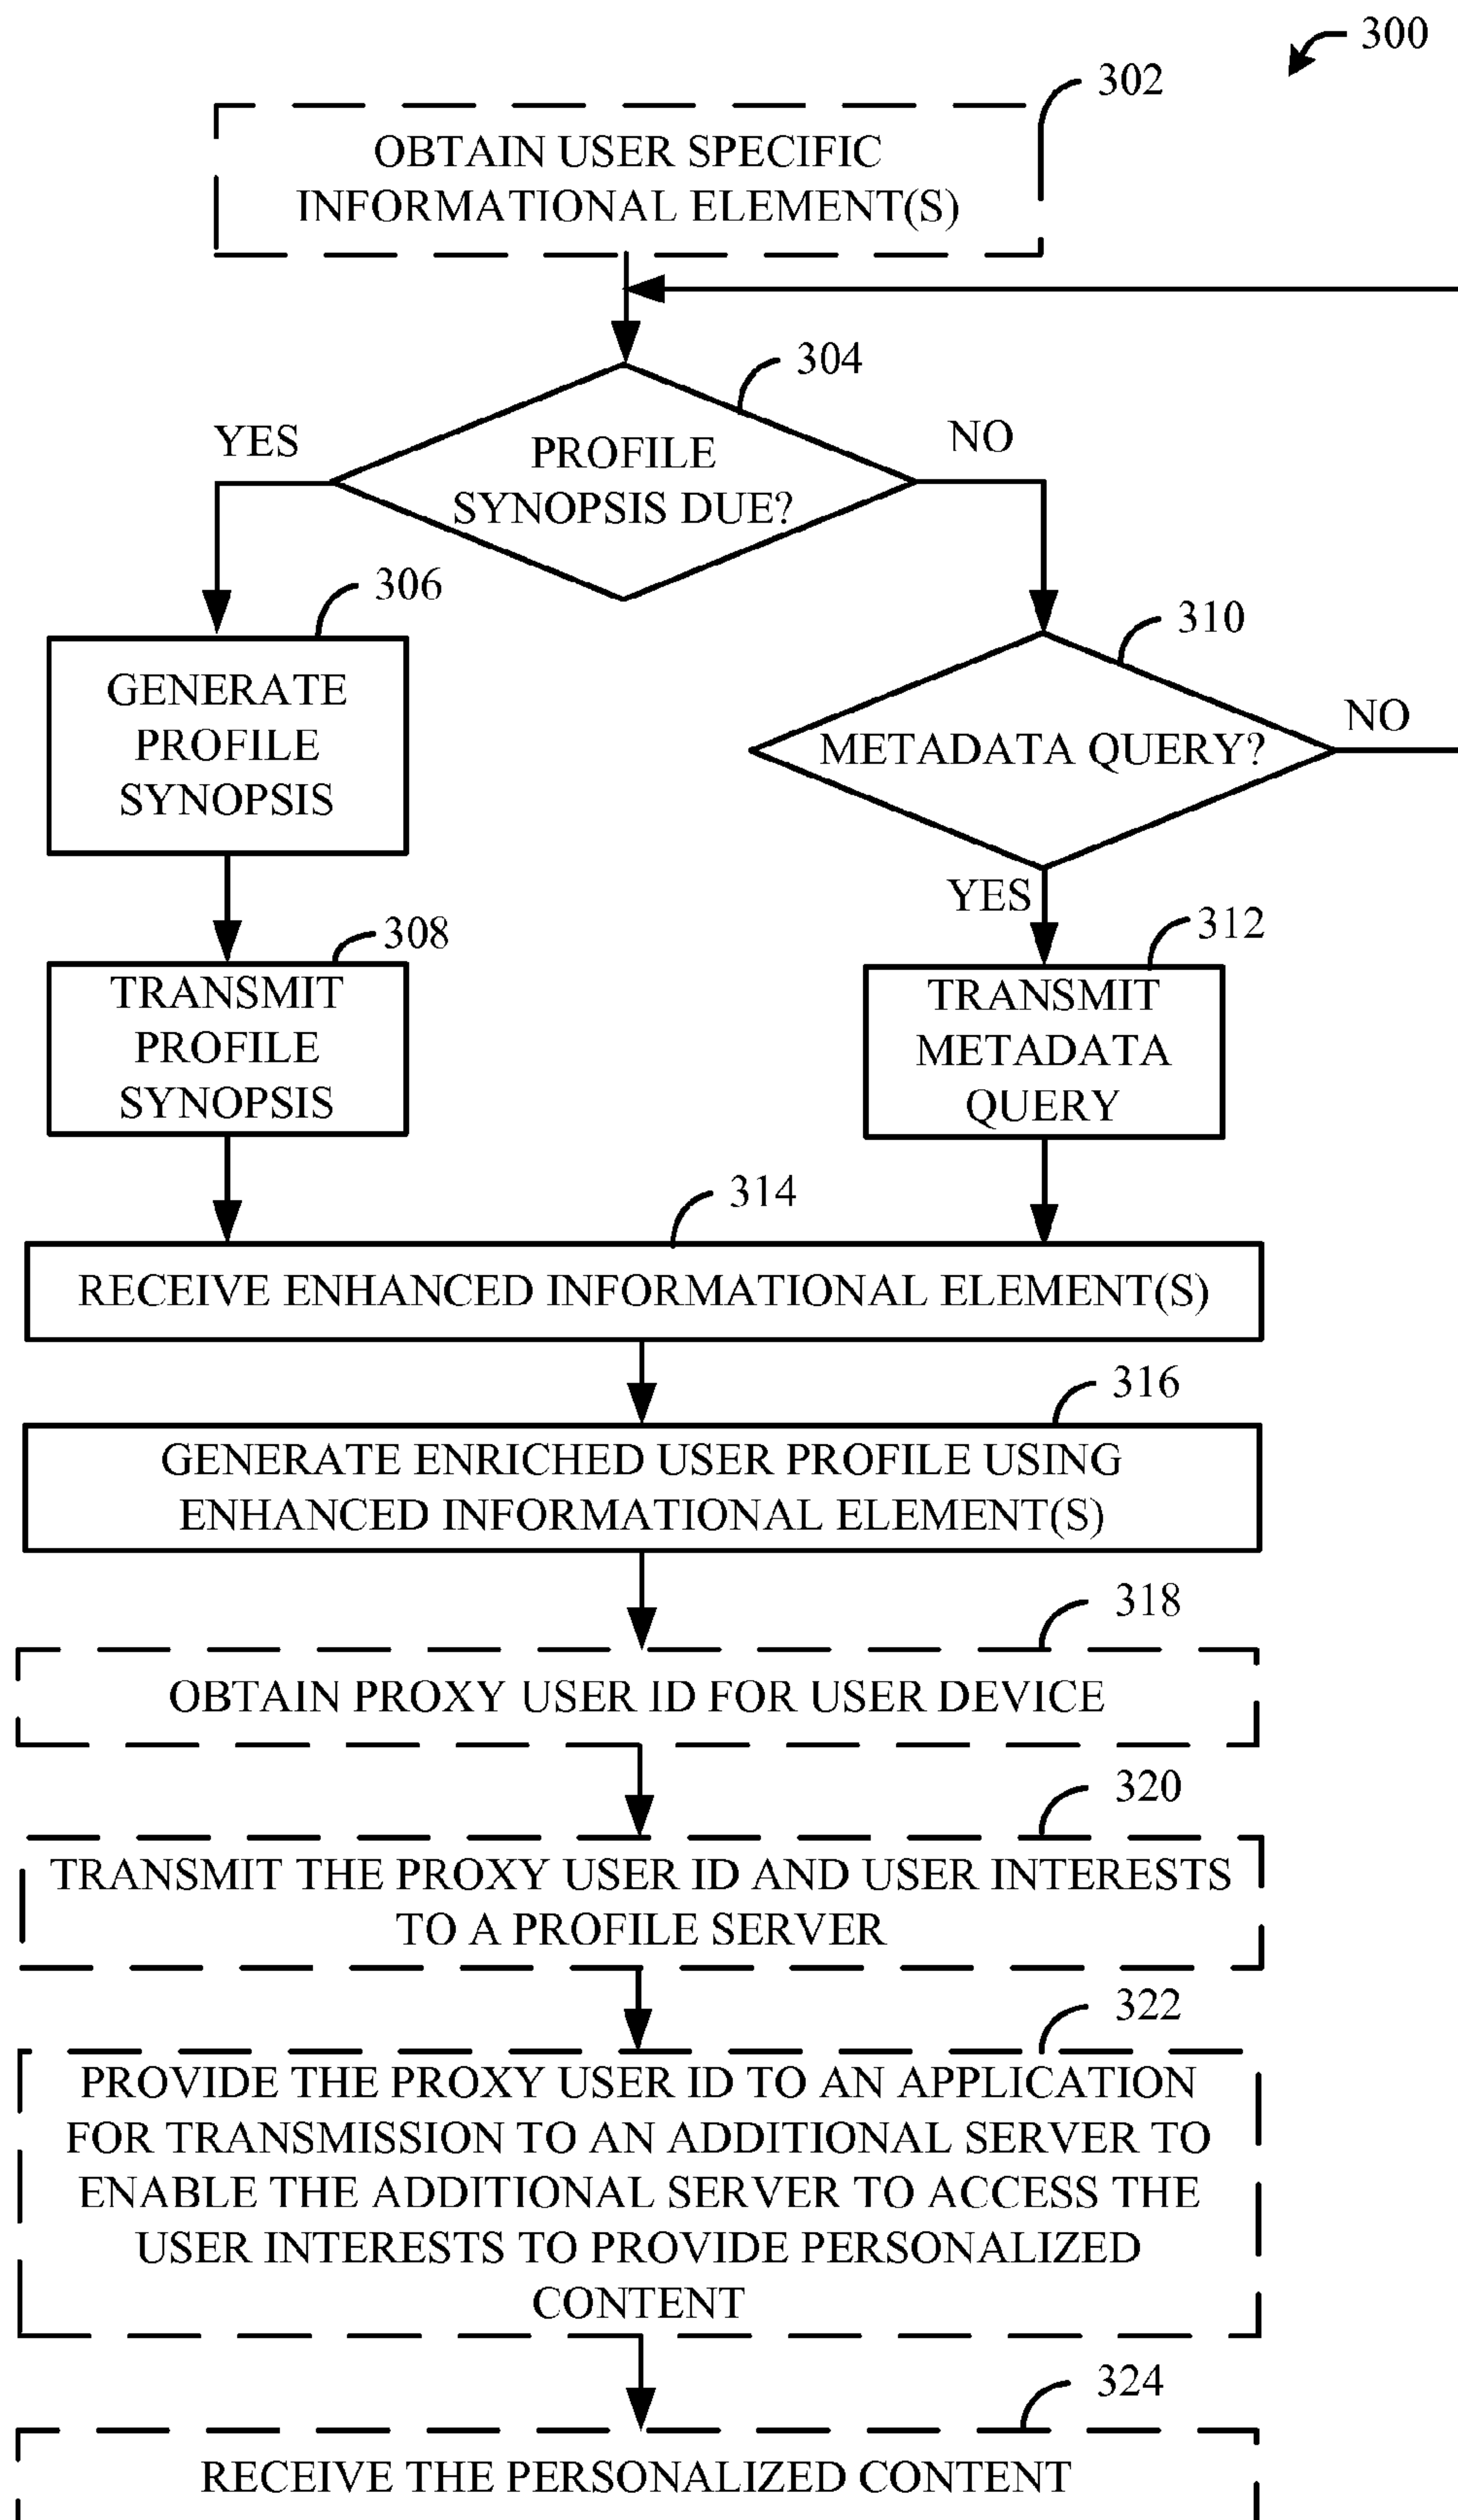 300
302
OBTAIN USER SPECIFIC
INFORMATIONAL ELEMENT(S)
304
YES
NO
PROFILE
SYNOPSIS DUE?
306
310
GENERATE
PROFILE
SYNOPSIS
NO
METADATA QUERY?
YES
308
312
TRANSMIT
PROFILE
SYNOPSIS
TRANSMIT
METADATA
QUERY
314
RECEIVE ENHANCED INFORMATIONAL ELEMENT(S)
316
GENERATE ENRICHED USER PROFILE USING
ENHANCED INFORMATIONAL ELEMENT(S)
318
OBTAIN PROXY USER ID FOR USER DEVICE
320
TRANSMIT THE PROXY USER ID AND USER INTERESTS
TO A PROFILE SERVER
322
PROVIDE THE PROXY USER ID TO AN APPLICATION
FOR TRANSMISSION TO AN ADDITIONAL SERVER TO
ENABLE THE ADDITIONAL SERVER TO ACCESS THE
USER INTERESTS TO PROVIDE PERSONALIZED
CONTENT
324
RECEIVE THE PERSONALIZED CONTENT